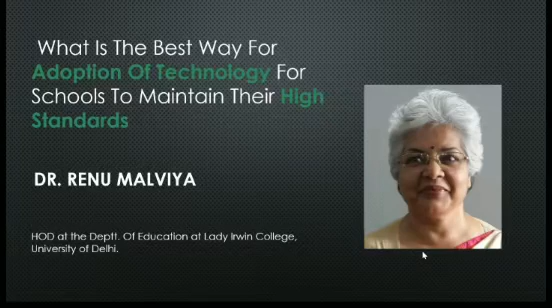 What Is The Best Way For
Adoption Of Technology For
Schools To Maintain Their High
Standards
DR. RENU MALVIYA
HOD at the Deptt. Of Education at Lady Irwin College,
University of Delhi.